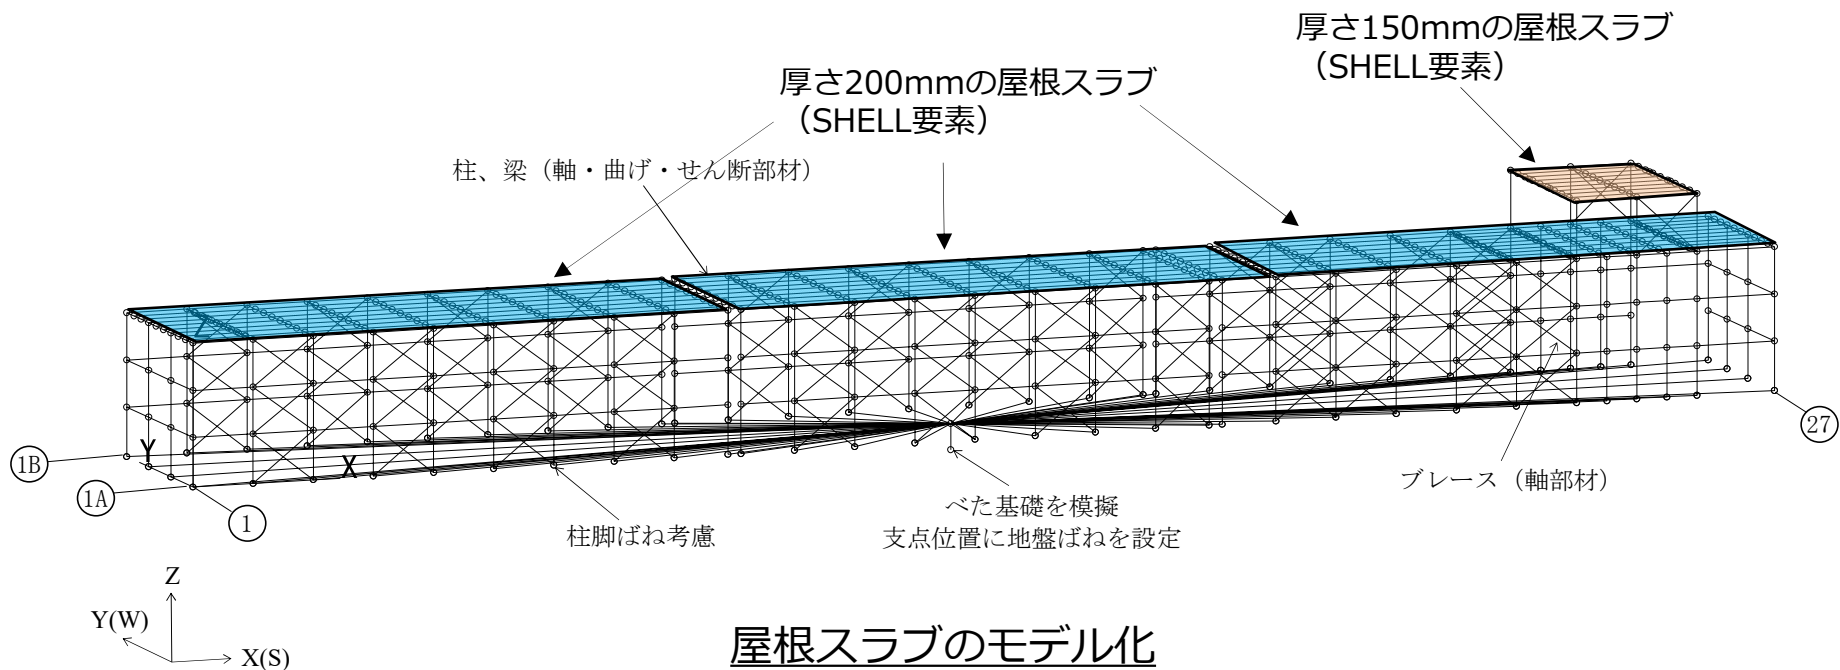 厚さ150mmの屋根スラブ
（SHELL要素）
厚さ200mmの屋根スラブ
（SHELL要素）
柱、梁（軸・曲げ・せん断部材）
Z
Y
X
1B
1A
1
27
ブレース（軸部材）
べた基礎を模擬
支点位置に地盤ばねを設定
柱脚ばね考慮
Z
Y(W)
X(S)
屋根スラブのモデル化